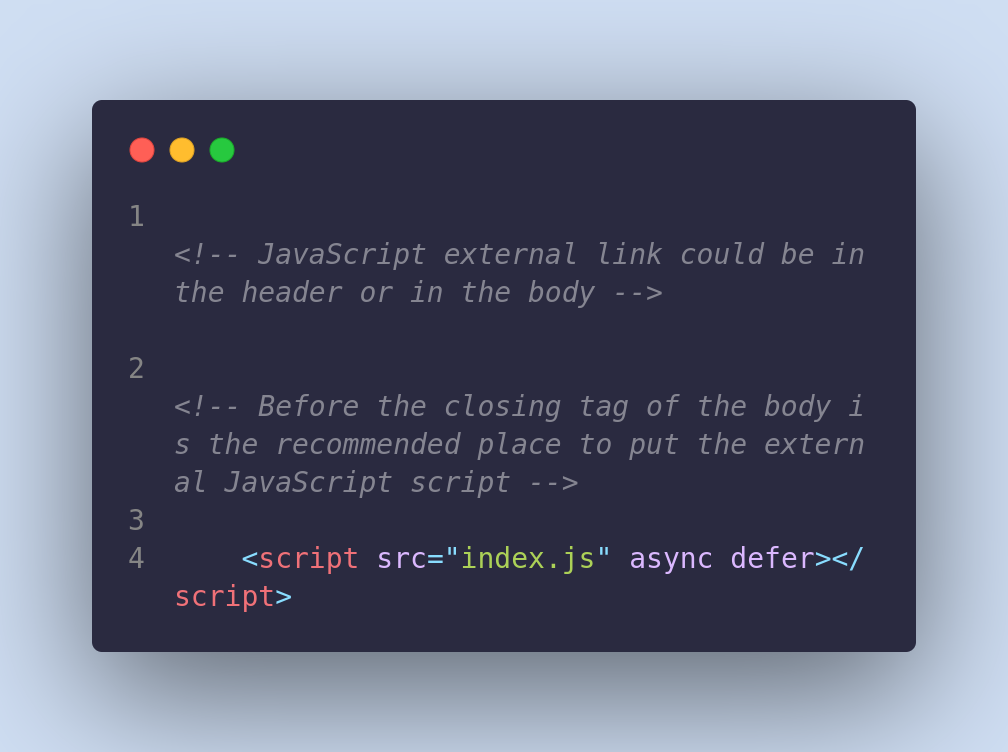 1
<!-- JavaScript external link could be in
the header or in the body -->
2
<!-- Before the closing tag of the body i
s the recommended place to put the extern
al JavaScript script -->
3
4     <script src="index.js" async defer></
script>